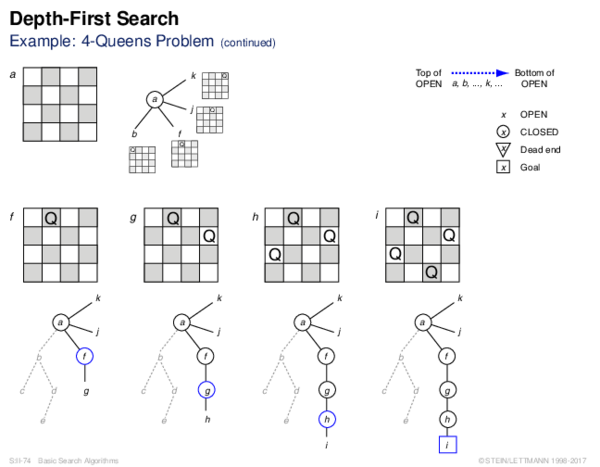 Depth-First Search
Example: 4-Queens Problem (continued)
a
Top of OPEN
a, b, ..., k, ...
Bottom of OPEN
x OPEN
x CLOSED
x Dead end
x Goal
a
k
j
b
f
Q
Q
Q
Q
f
Q
g
Q
Q
h
Q
Q
Q
i
Q
Q
Q
Q
k
a
j
b
f
c
d
g
e
k
a
j
b
f
c
d
g
e
h
k
a
j
b
f
c
d
g
e
h
i
k
a
j
b
f
c
d
g
e
h
i
S:II-74 Basic Search Algorithms
©STEIN/LETTMANN 1998-2017